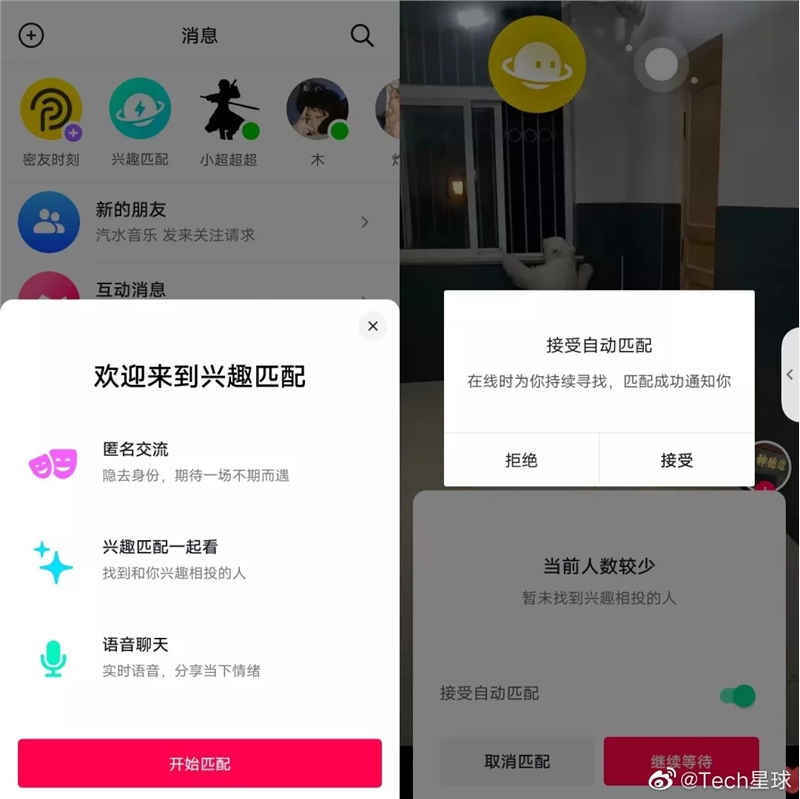 消息
密友时刻
兴趣匹配
小超超超
木
新的朋友
汽水音乐 发来关注请求
互动消息
欢迎来到兴趣匹配
匿名交流
隐去身份，期待一场不期而遇
兴趣匹配一起看
找到和你兴趣相投的人
语音聊天
实时语音，分享当下情绪
开始匹配
接受自动匹配
在线时为你持续寻找，匹配成功通知你
拒绝
接受
当前人数较少
暂未找到兴趣相投的人
接受自动匹配
取消匹配
继续等待
@Tech星球